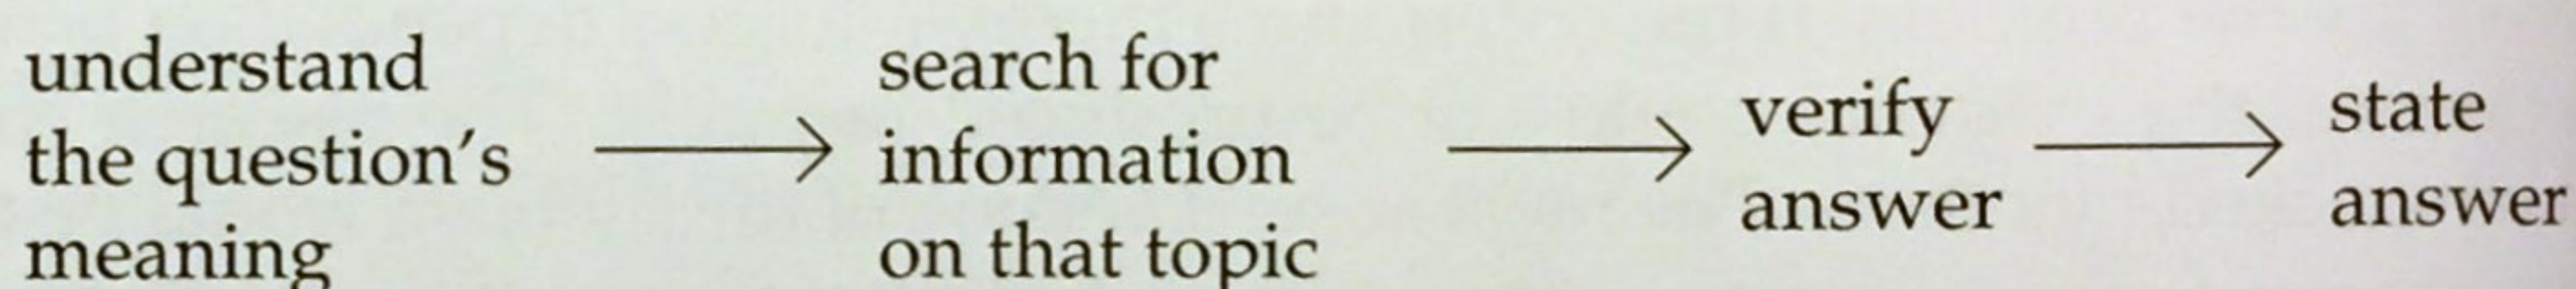 understand
the question's
meaning
search for
information
on that topic
verify
answer
state
answer